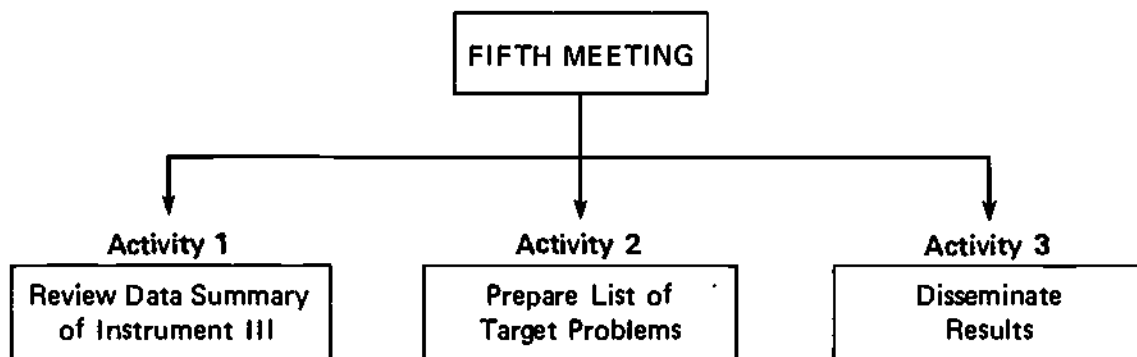 FIFTH MEETING
Activity 1
Review Data Summary
of Instrument III
Activity 2
Prepare List of
Target Problems
Activity 3
Disseminate
Results